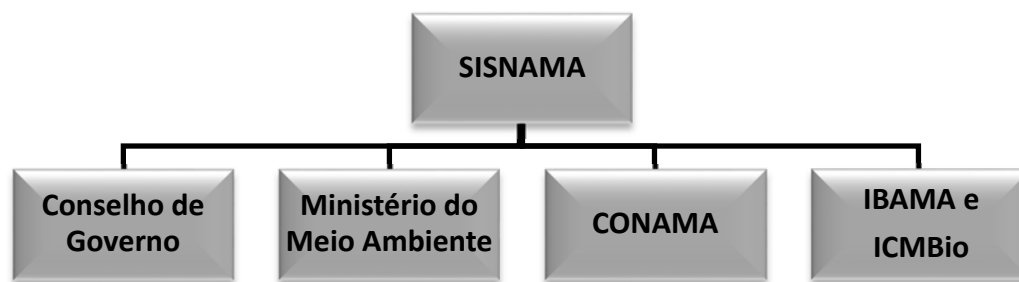 SISNAMA
Conselho de
Governo
Ministério do
Meio Ambiente
CONAMA
IBAMA e
ICMBio